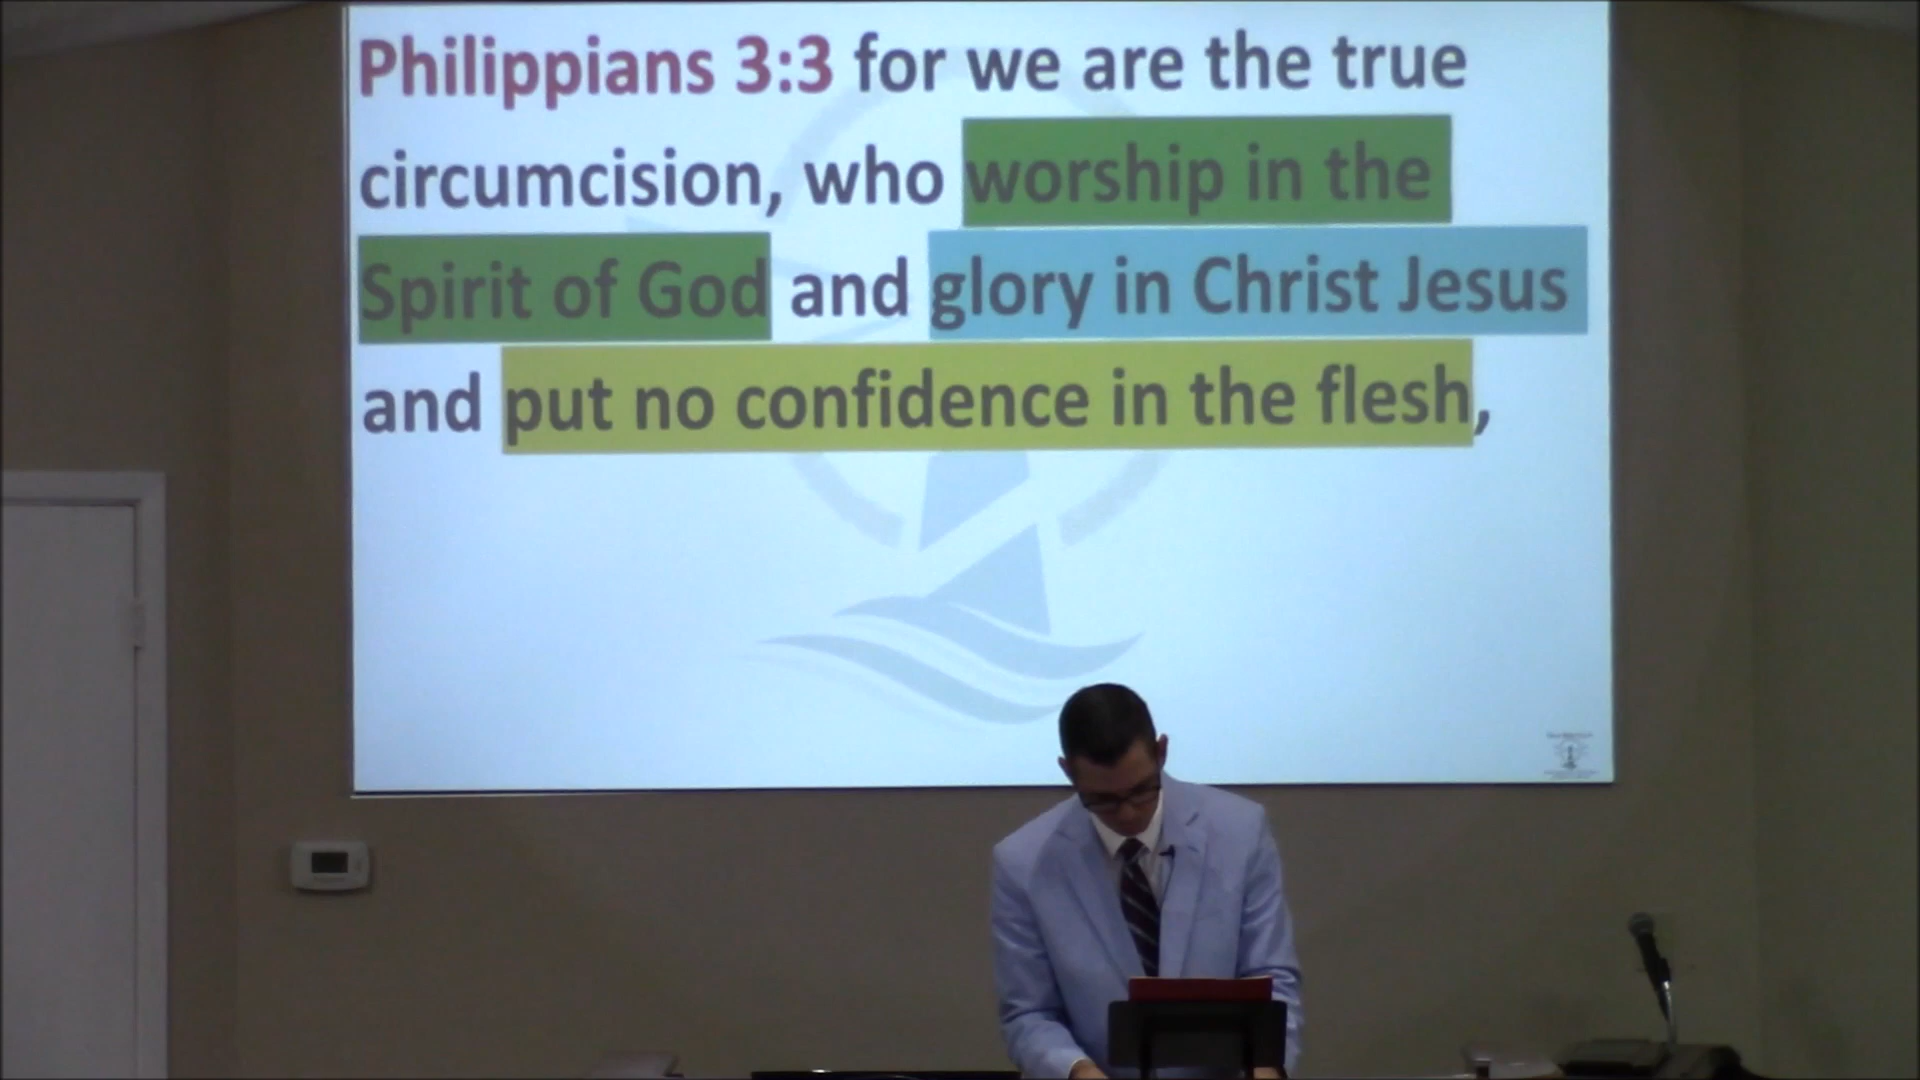 Philippians 3:3 for we are the true
circumcision, who worship in the
Spirit of God and glory in Christ Jesus
and put no confidence in the flesh,